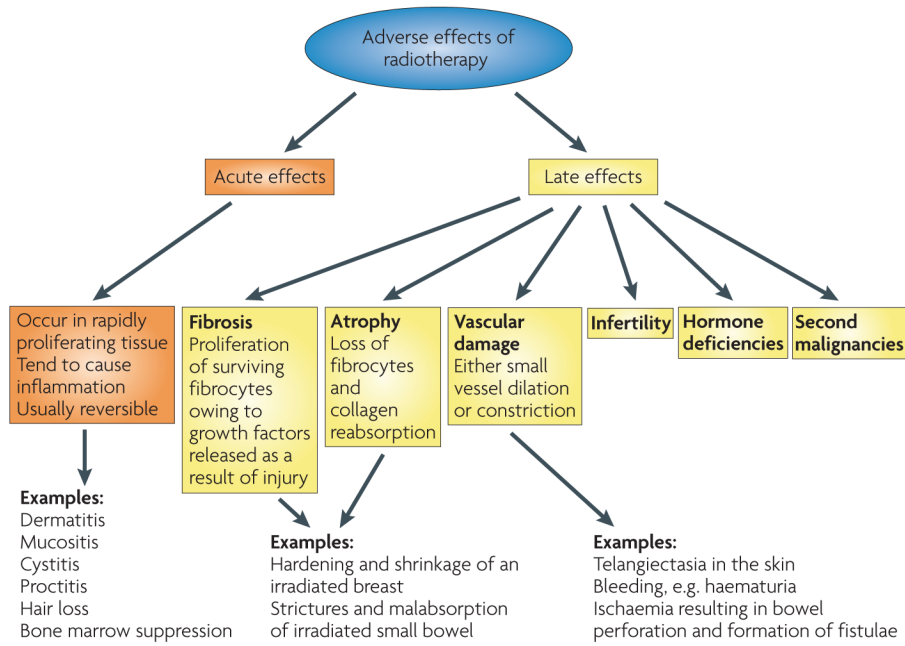 Adverse effects of
radiotherapy
Acute effects
Late effects
Occur in rapidly
proliferating tissue
Tend to cause
inflammation
Usually reversible
Fibrosis
Proliferation
of surviving
fibrocytes
owing to
growth factors
released as a
result of injury
Atrophy
Loss of
fibrocytes
and
collagen
reabsorption
Vascular
damage
Either small
vessel dilation
or constriction
Infertility
Hormone
deficiencies
Second
malignancies
Examples:
Dermatitis
Mucositis
Cystitis
Proctitis
Hair loss
Bone marrow suppression
Examples:
Hardening and shrinkage of an
irradiated breast
Strictures and malabsorption
of irradiated small bowel
Examples:
Telangiectasia in the skin
Bleeding, e.g. haematuria
Ischaemia resulting in bowel
perforation and formation of fistulae